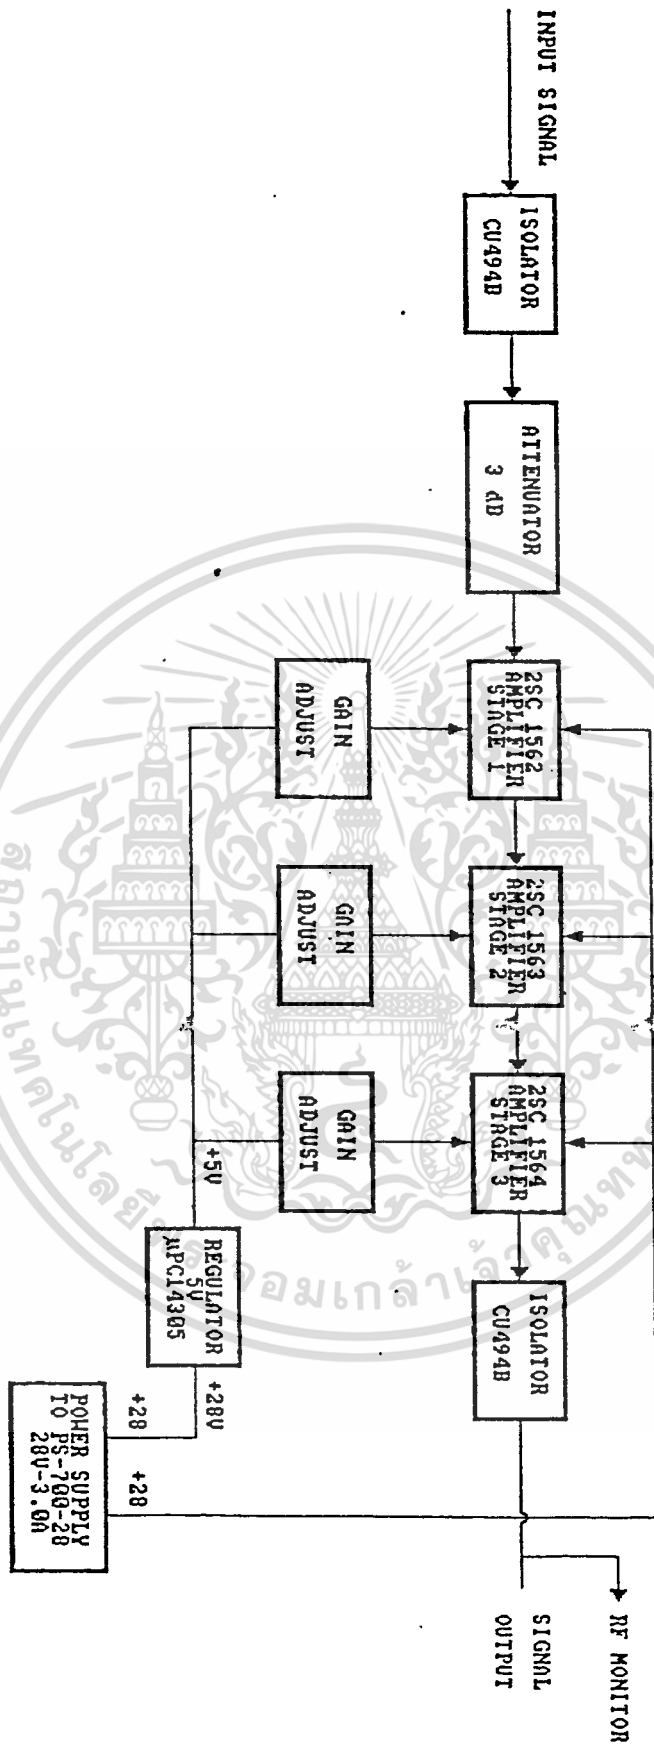 INPUT SIGNAL
ISOLATOR
CU494B
ATTENUATOR
3 dB
2SC 1562
AMPLIFIER
STAGE 1
2SC 1563
AMPLIFIER
STAGE 2
2SC 1564
AMPLIFIER
STAGE 3
ISOLATOR
CU494B
RF MONITOR
SIGNAL
OUTPUT
GAIN
ADJUST
GAIN
ADJUST
GAIN
ADJUST
+5V
REGULATOR
5V
µPC14305
+28V
+28
+28
POWER SUPPLY
TO PS-700-28
28V-3.0A